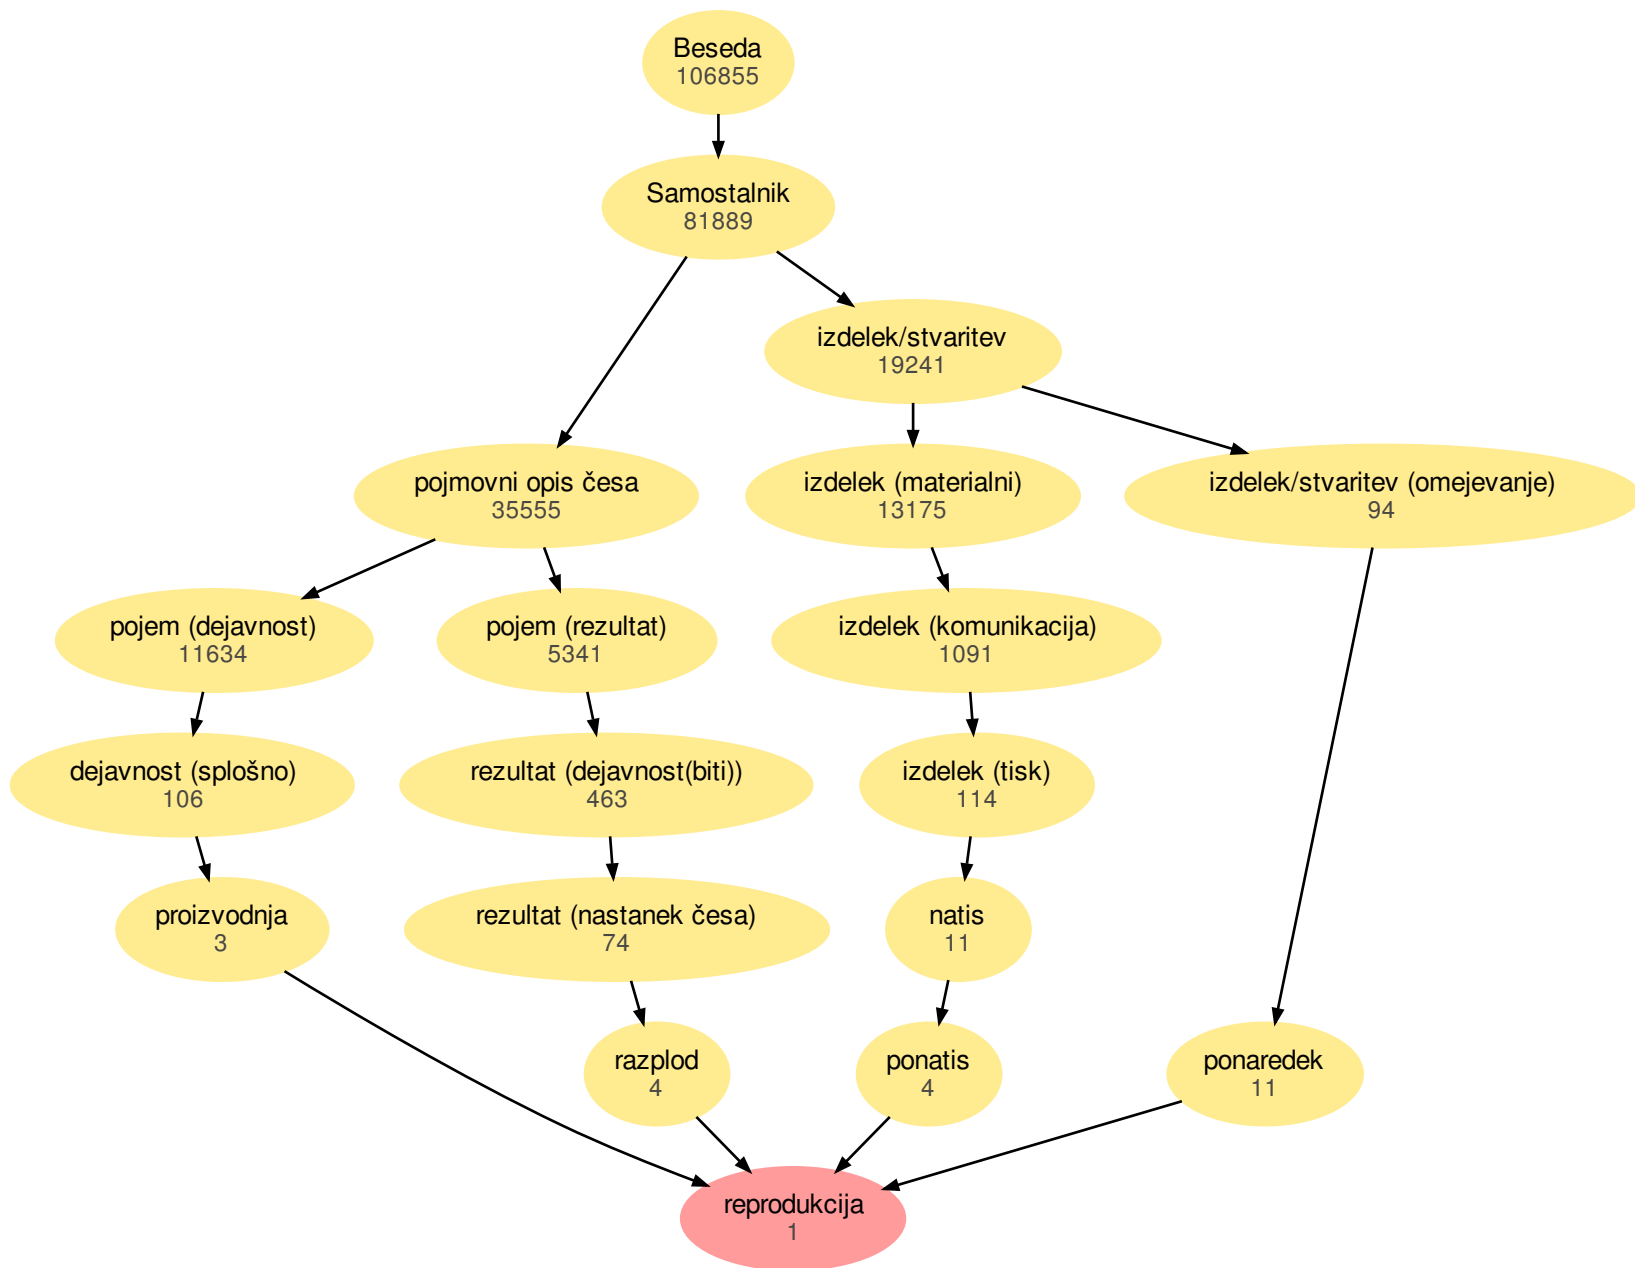 Beseda
106855
Samostalnik
81889
izdelek/stvaritev
19241
pojmovni opis česa
35555
izdelek (materialni)
13175
izdelek/stvaritev (omejevanje)
94
pojem (dejavnost)
11634
pojem (rezultat)
5341
izdelek (komunikacija)
1091
dejavnost (splošno)
106
rezultat (dejavnost(biti))
463
izdelek (tisk)
114
proizvodnja
3
rezultat (nastanek česa)
74
natis
11
razplod
4
ponatis
4
ponaredek
11
reprodukcija
1